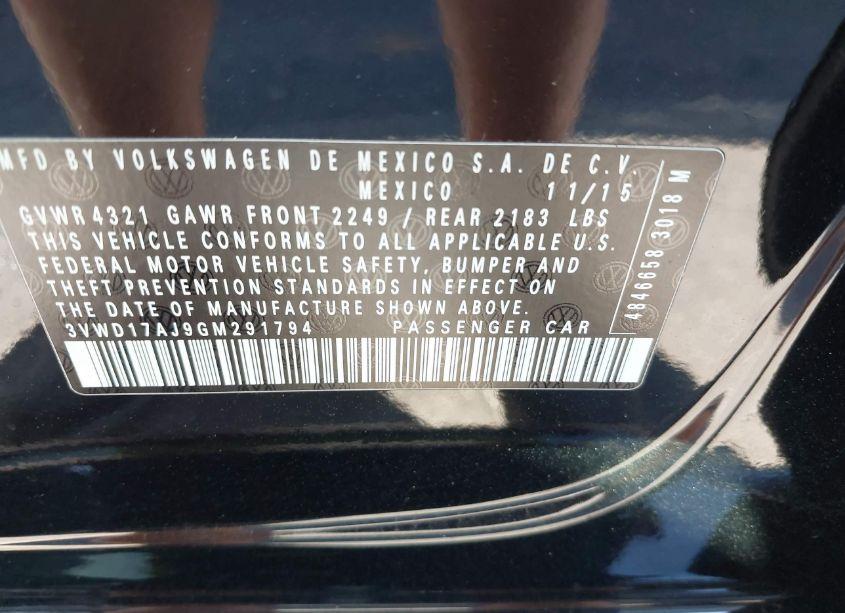 MFD BY VOLKSWAGEN DE MEXICO S.A. DE C.V.
MEXICO 11/15
GVWR 4321 GAWR FRONT 2249 / REAR 2183 LBS
THIS VEHICLE CONFORMS TO ALL APPLICABLE U.S.
FEDERAL MOTOR VEHICLE SAFETY, BUMPER AND
THEFT PREVENTION STANDARDS IN EFFECT ON
THE DATE OF MANUFACTURE SHOWN ABOVE.
3VWD17AJ9GM291794 PASSENGER CAR
4846658 3018 M